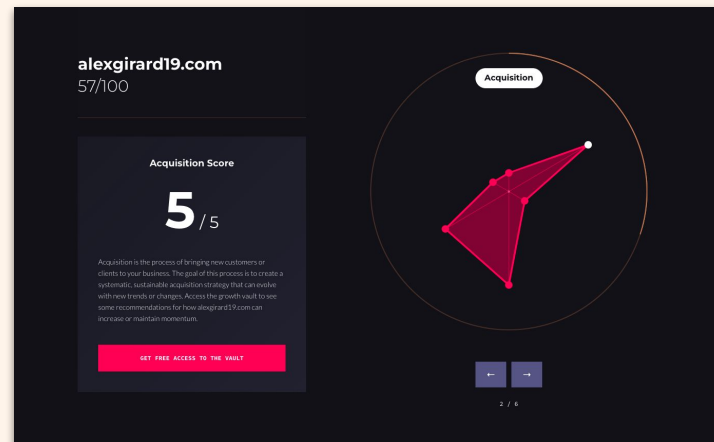 alexgirard19.com
57/100
Acquisition Score
5 / 5
Acquisition is the process of bringing new customers or
clients to your business. The goal of this process is to create a
systematic, sustainable acquisition strategy that can evolve
with new trends or changes. Access the growth vault to see
some recommendations for how alexgirard19.com can
increase or maintain momentum.
GET FREE ACCESS TO THE VAULT
Acquisition
← →
2 / 6